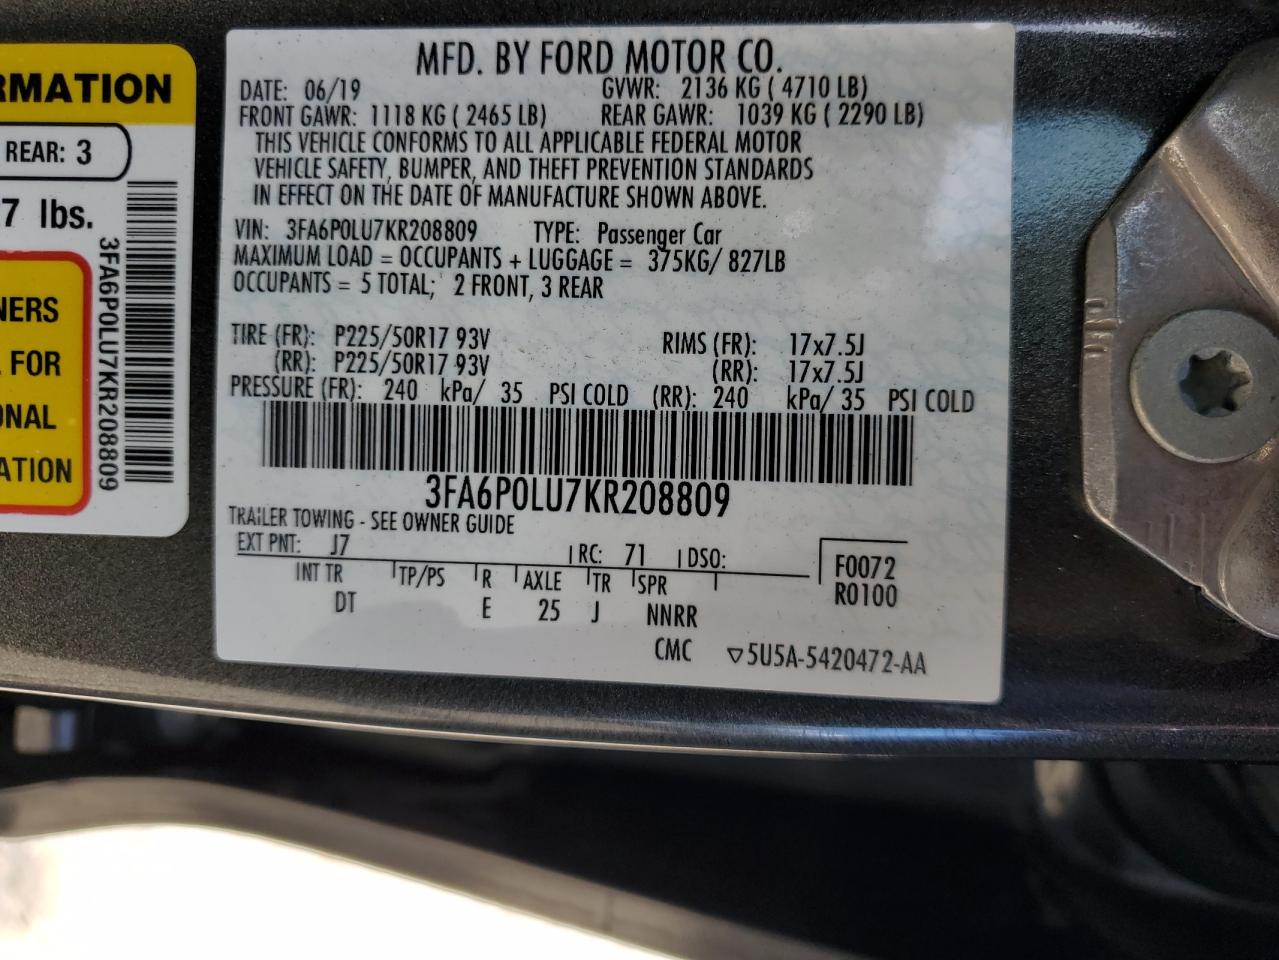 RMATION
REAR: 3
7 lbs.
NERS
FOR
ONAL
ATION
3FA6P0LU7KR208809
MFD. BY FORD MOTOR CO.
DATE: 06/19 GVWR: 2136 KG ( 4710 LB)
FRONT GAWR: 1118 KG ( 2465 LB) REAR GAWR: 1039 KG ( 2290 LB)
THIS VEHICLE CONFORMS TO ALL APPLICABLE FEDERAL MOTOR
VEHICLE SAFETY, BUMPER, AND THEFT PREVENTION STANDARDS
IN EFFECT ON THE DATE OF MANUFACTURE SHOWN ABOVE.
VIN: 3FA6P0LU7KR208809 TYPE: Passenger Car
MAXIMUM LOAD = OCCUPANTS + LUGGAGE = 375KG/ 827LB
OCCUPANTS = 5 TOTAL; 2 FRONT, 3 REAR
TIRE (FR): P225/50R17 93V RIMS (FR): 17x7.5J
(RR): P225/50R17 93V (RR): 17x7.5J
PRESSURE (FR): 240 kPa/ 35 PSI COLD (RR): 240 kPa/ 35 PSI COLD
3FA6P0LU7KR208809
TRAILER TOWING - SEE OWNER GUIDE
EXT PNT: J7 RC: 71 DSO:
F0072
INT TR TP/PS R AXLE TR SPR
R0100
DT E 25 J NNRR
CMC ▽5U5A-5420472-AA